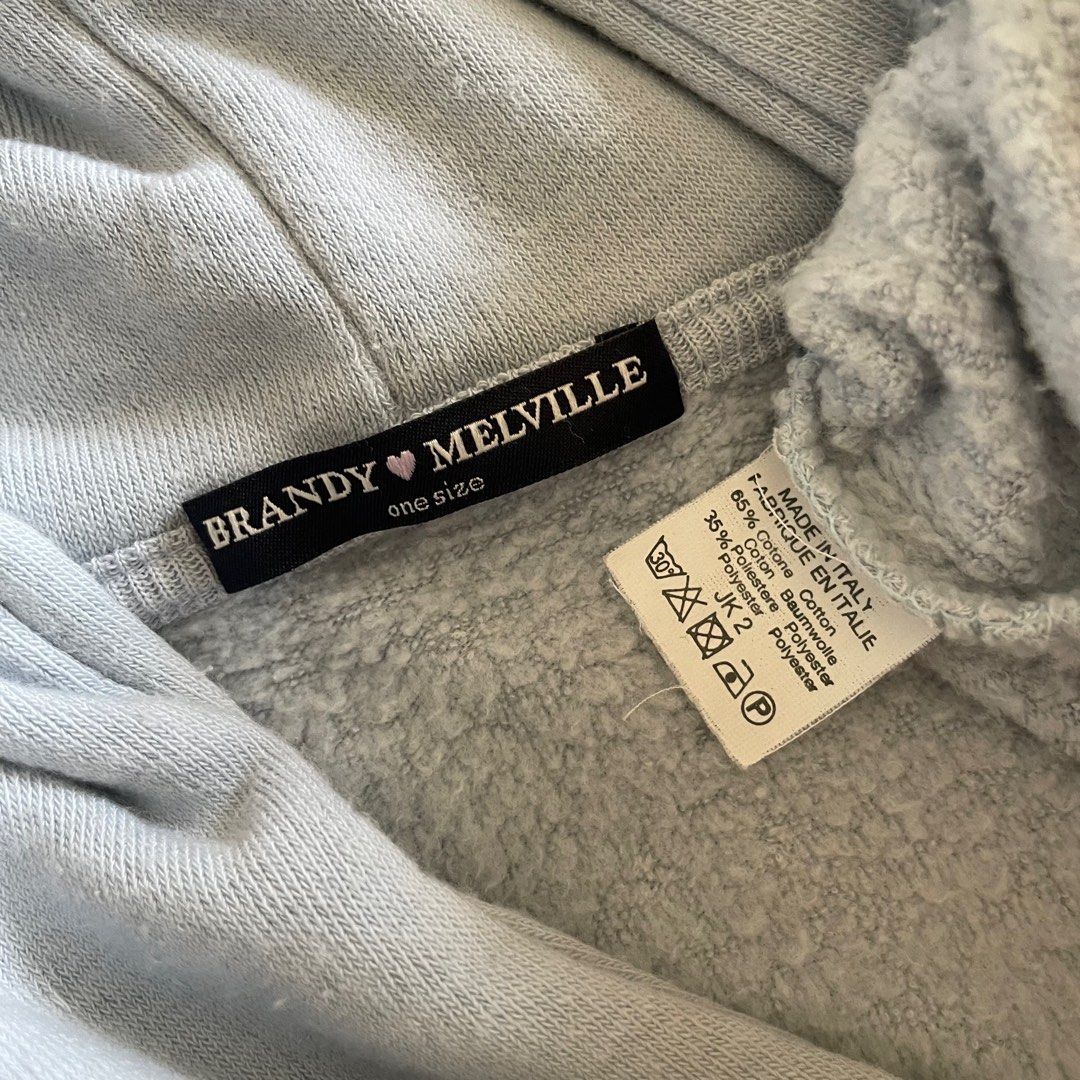 BRANDY MELVILLE
one size
MADE IN ITALY
FABRIQUE EN ITALIE
65% Cotone Cotton
Coton Baumwolle
35% Poliestere Polyester
Polyester Polyester
JK 2
30°
P